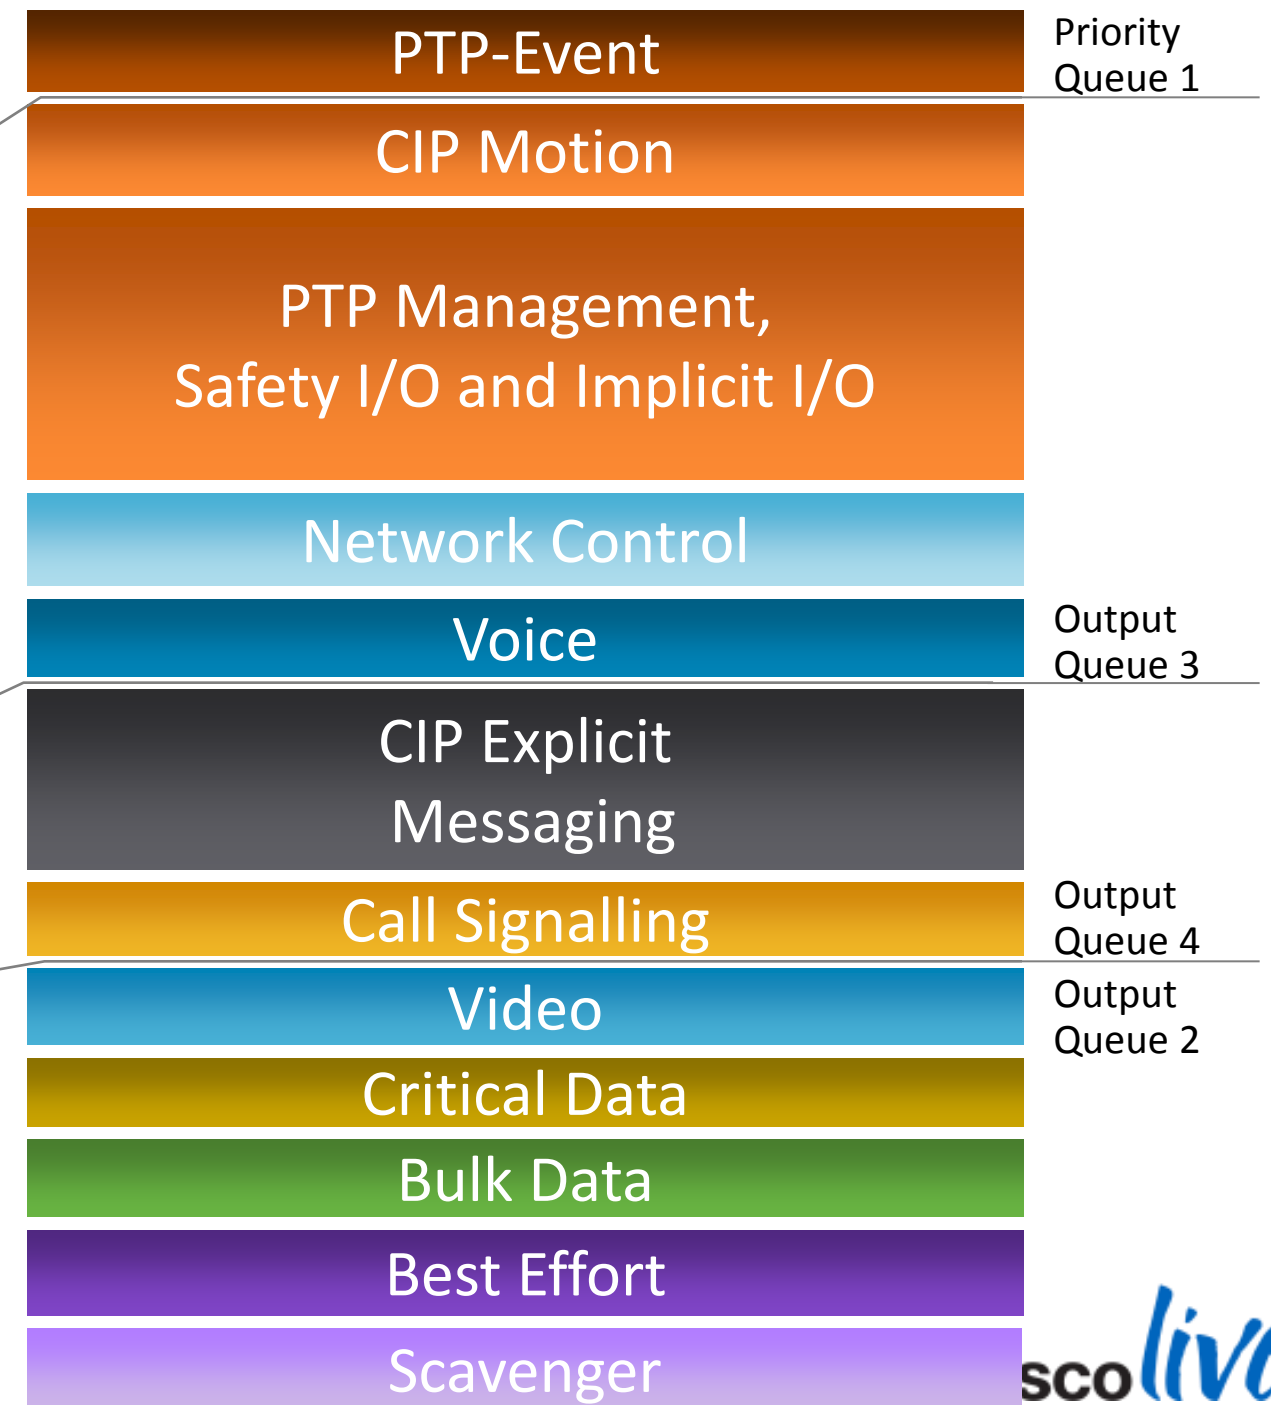 PTP-Event
Priority
Queue 1
CIP Motion
PTP Management,
Safety I/O and Implicit I/O
Network Control
Voice
Output
Queue 3
CIP Explicit
Messaging
Call Signalling
Output
Queue 4
Video
Output
Queue 2
Critical Data
Bulk Data
Best Effort
Scavenger
sco